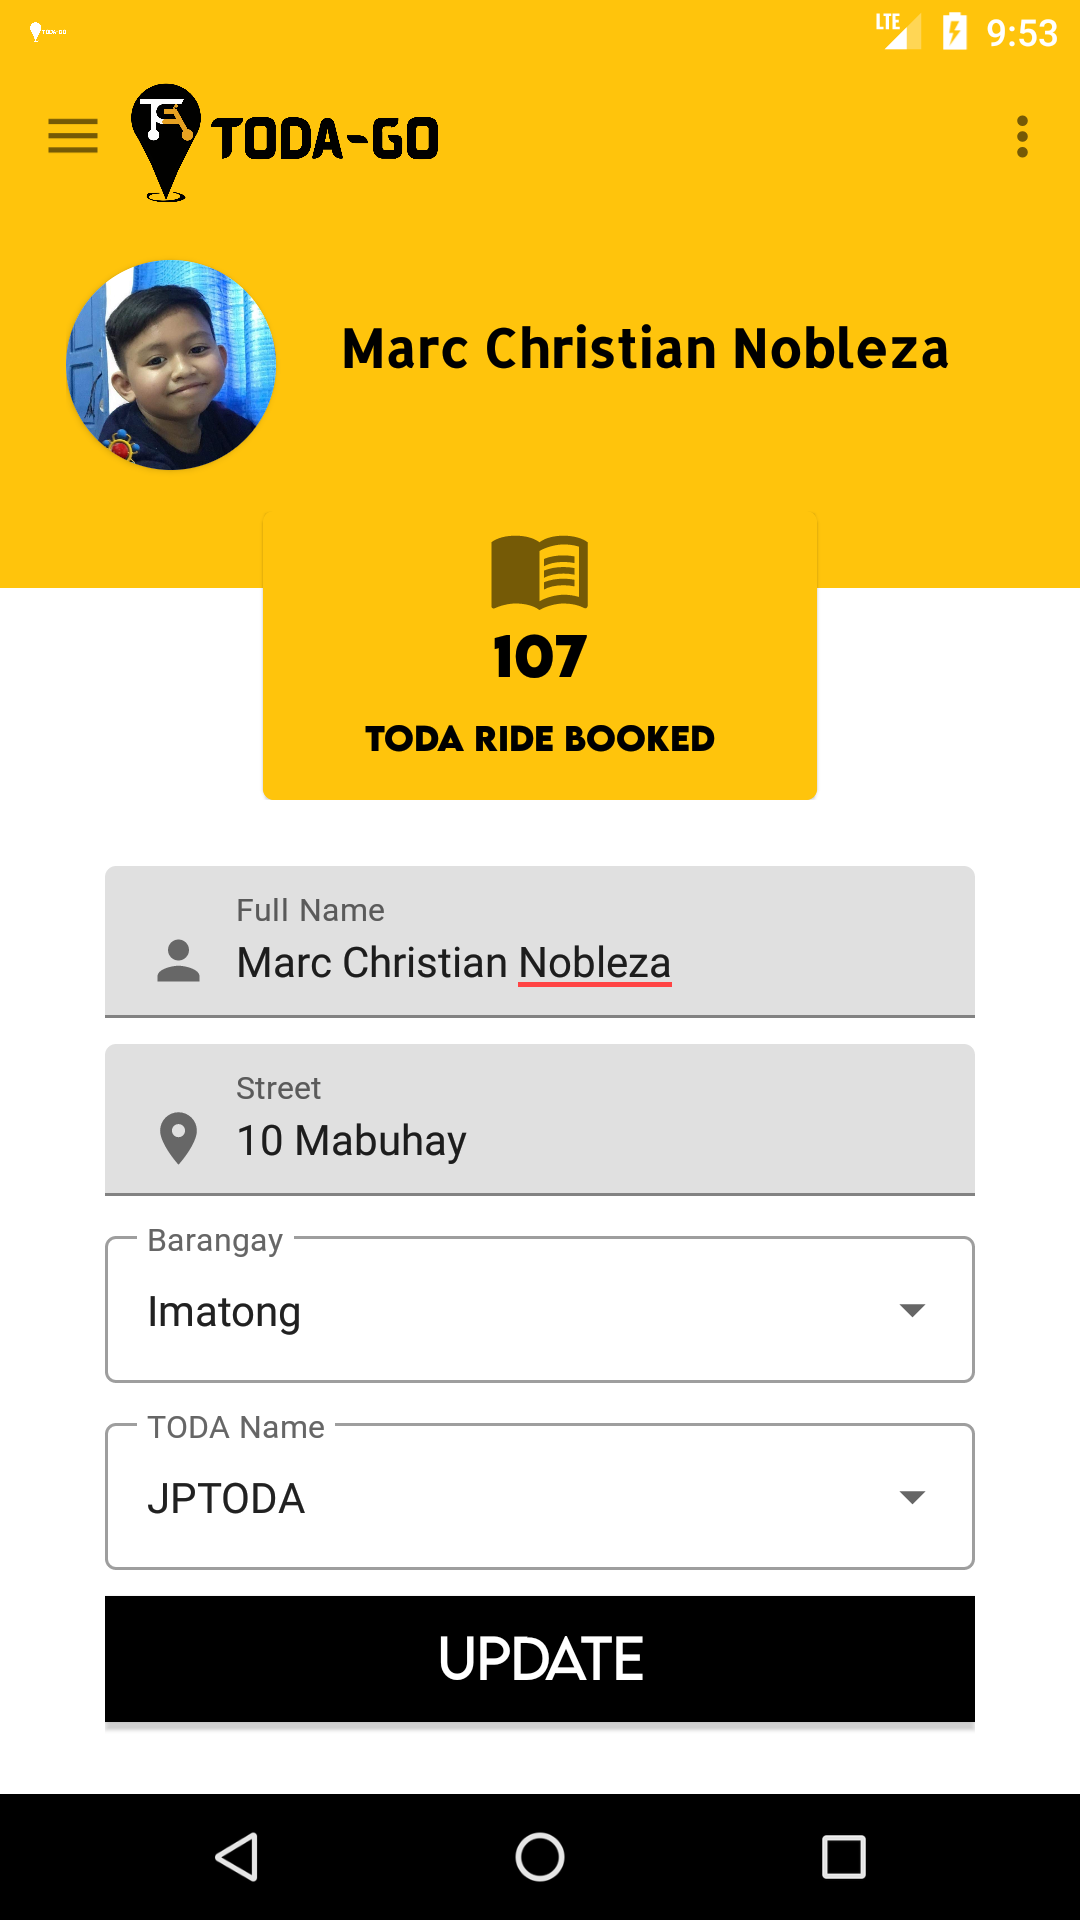 LTE 9:53
TODA-GO
Marc Christian Nobleza
107
TODA RIDE BOOKED
Full Name
Marc Christian Nobleza
Street
10 Mabuhay
Barangay
Imatong
TODA Name
JPTODA
UPDATE